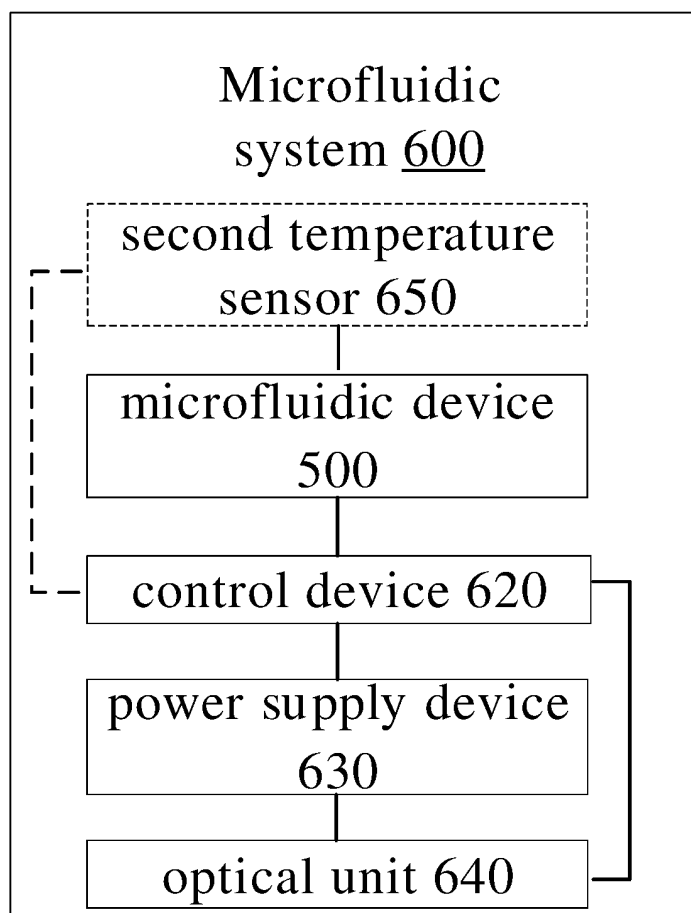 Microfluidic
system 600
second temperature
sensor 650
microfluidic device
500
control device 620
power supply device
630
optical unit 640